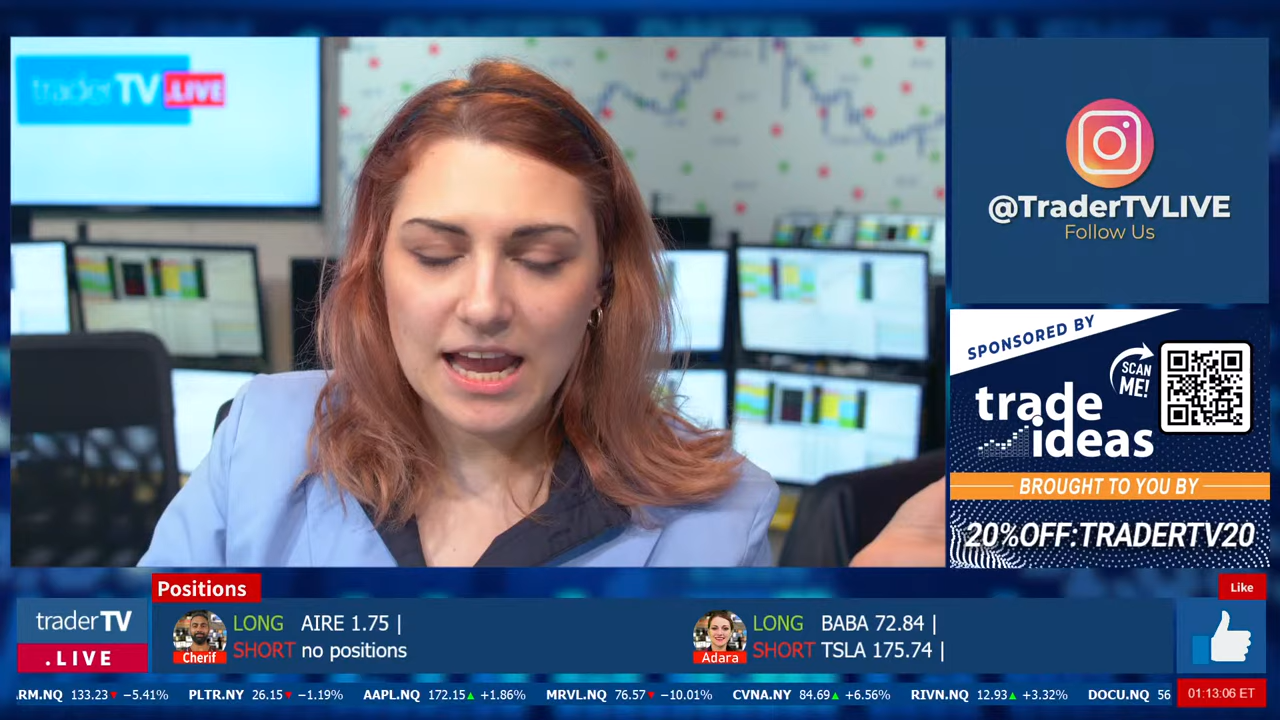 traderTV.LIVE
@TraderTVLIVE
Follow Us
SPONSORED BY
SCAN
ME!
trade
ideas
BROUGHT TO YOU BY
20%OFF:TRADERTV20
Positions
Like
traderTV
.LIVE
Cherif
LONG AIRE 1.75 |
SHORT no positions
Adara
LONG BABA 72.84 |
SHORT TSLA 175.74 |
RM.NQ 133.23 -5.41% PLTR.NY 26.15 -1.19% AAPL.NQ 172.15 +1.86% MRVL.NQ 76.57 -10.01% CVNA.NY 84.69 +6.56% RIVN.NQ 12.93 +3.32% DOCU.NQ 56
01:13:06 ET